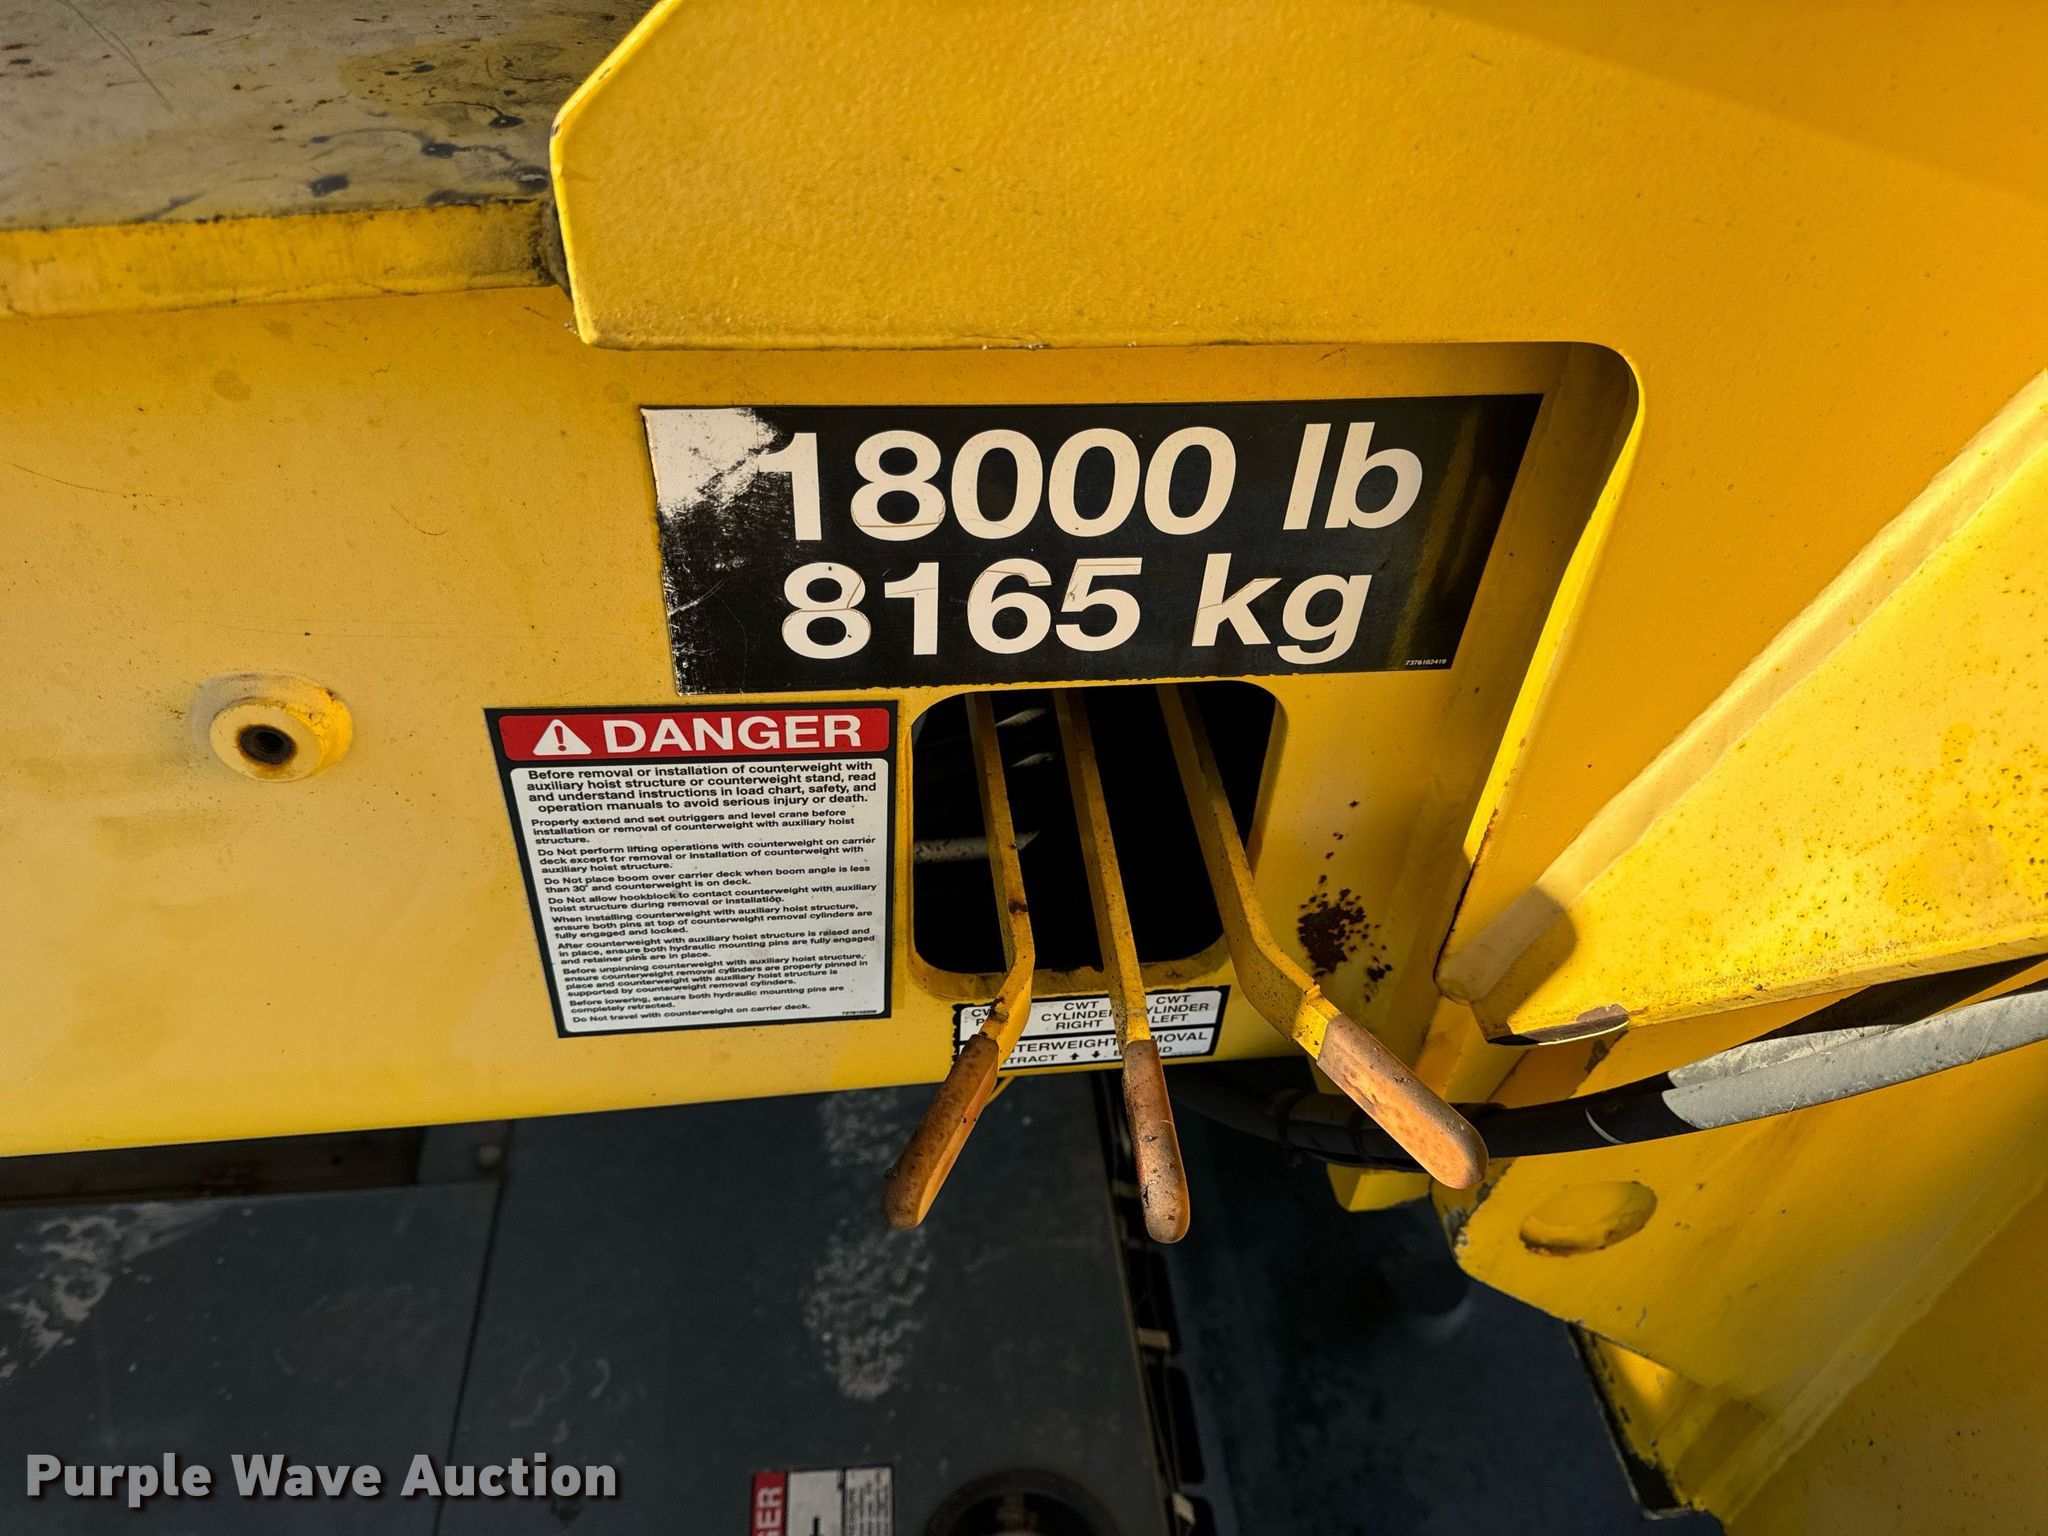 18000 lb
8165 kg
7376102419
DANGER
Before removal or installation of counterweight with
auxiliary hoist structure or counterweight stand, read
and understand instructions in load chart, safety, and
operation manuals to avoid serious injury or death.
Properly extend and set outriggers and level crane before
installation or removal of counterweight with auxiliary hoist
structure.
Do Not perform lifting operations with counterweight on carrier
deck except for removal or installation of counterweight with
auxiliary hoist structure.
Do Not place boom over carrier deck when boom angle is less
than 30° and counterweight is on deck.
Do Not allow hookblock to contact counterweight with auxiliary
hoist structure during removal or installation.
When installing counterweight with auxiliary hoist structure,
ensure both pins at top of counterweight removal cylinders are
fully engaged and locked.
After counterweight with auxiliary hoist structure is raised and
in place, ensure both hydraulic mounting pins are fully engaged
and retainer pins are in place.
Before unpinning counterweight with auxiliary hoist structure,
ensure counterweight removal cylinders are properly pinned in
place and counterweight with auxiliary hoist structure is
supported by counterweight removal cylinders.
Before lowering, ensure both hydraulic mounting pins are
completely retracted.
Do Not travel with counterweight on carrier deck.
CWT CWT
CYLINDER YLINDER
RIGHT LEFT
NTERWEIGHT MOVAL
TRACT
Purple Wave Auction
GER